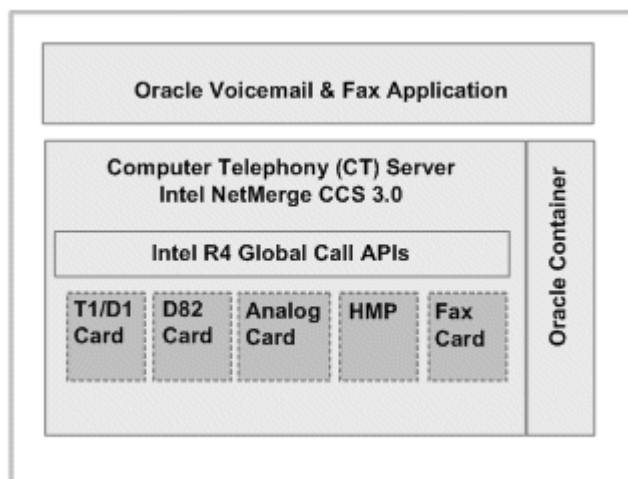 Oracle Voicemail & Fax Application
Computer Telephony (CT) Server
Intel NetMerge CCS 3.0
Intel R4 Global Call APIs
T1/D1
Card
D82
Card
Analog
Card
HMP
Fax
Card
Oracle Container